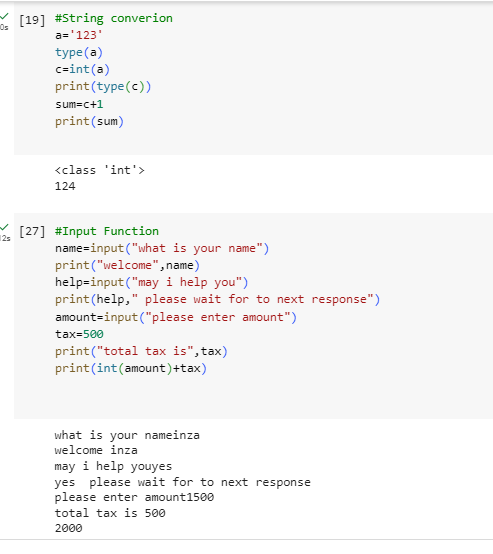 [19] #String converion
0s
a='123'
type(a)
c=int(a)
print(type(c))
sum=c+1
print(sum)
<class 'int'>
124
[27] #Input Function
12s
name=input("what is your name")
print("welcome",name)
help=input("may i help you")
print(help," please wait for to next response")
amount=input("please enter amount")
tax=500
print("total tax is",tax)
print(int(amount)+tax)
what is your nameinza
welcome inza
may i help youyes
yes  please wait for to next response
please enter amount1500
total tax is 500
2000